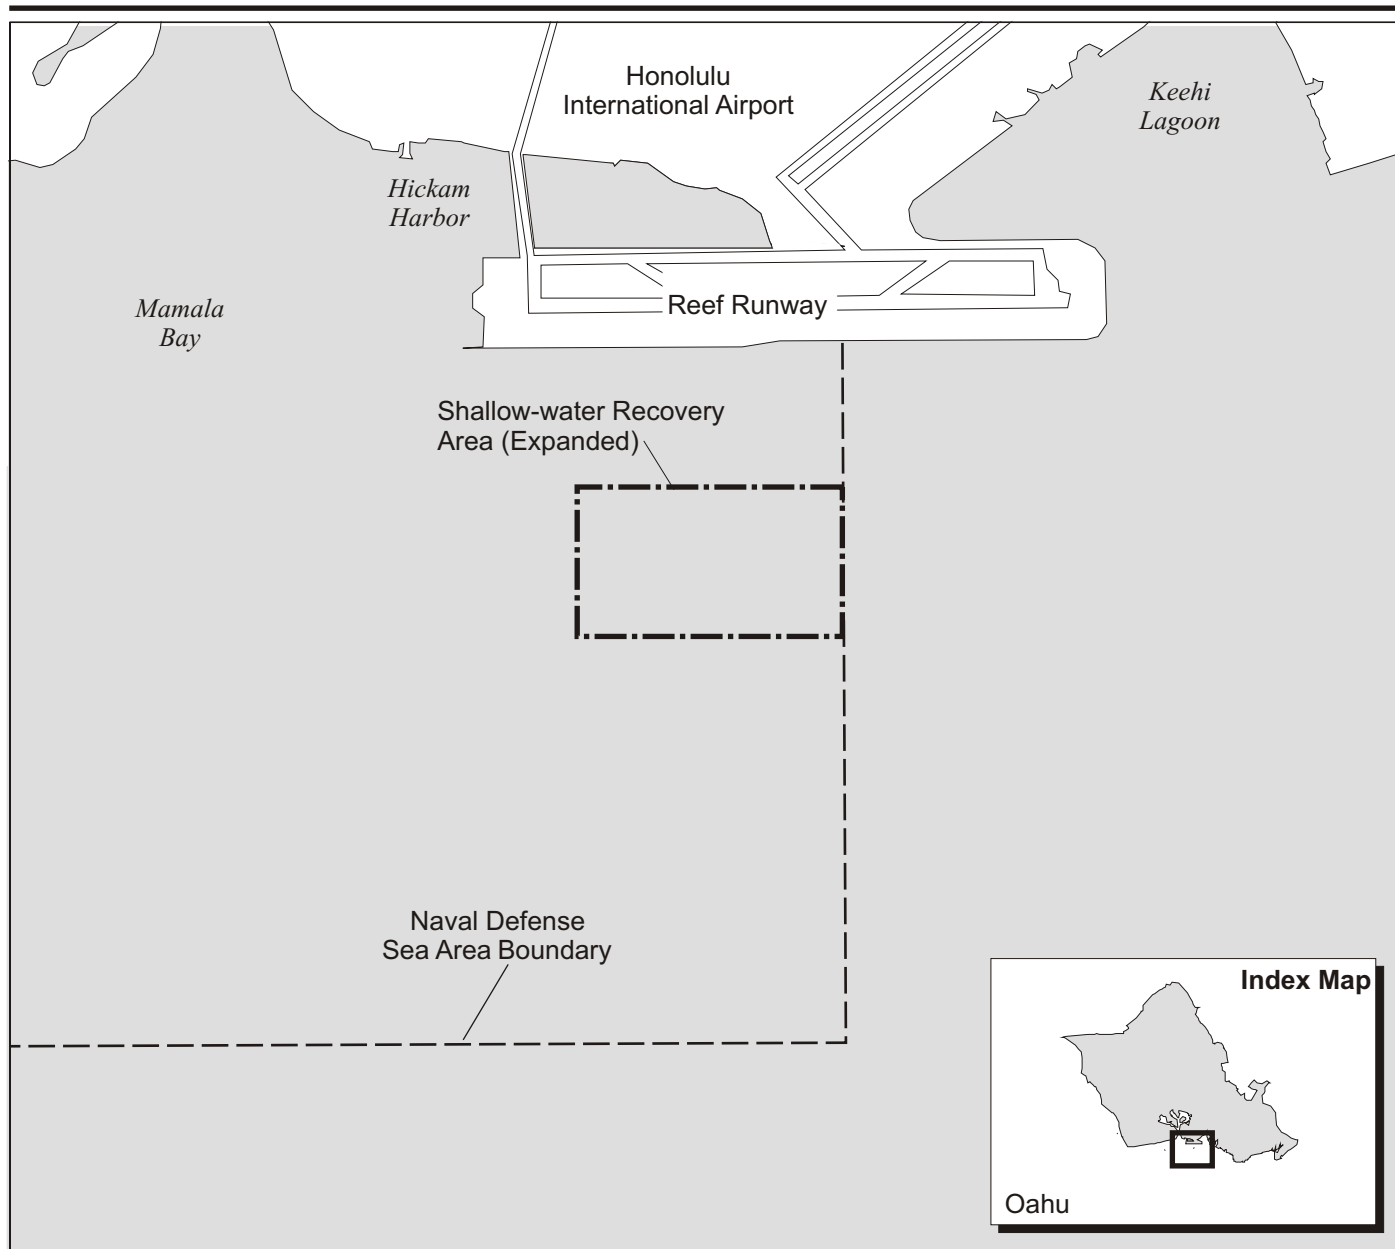 Honolulu
International Airport
Keehi
Lagoon
Hickam
Harbor
Mamala
Bay
Reef Runway
Shallow-water Recovery
Area (Expanded)
Naval Defense
Sea Area Boundary
Index Map
Oahu